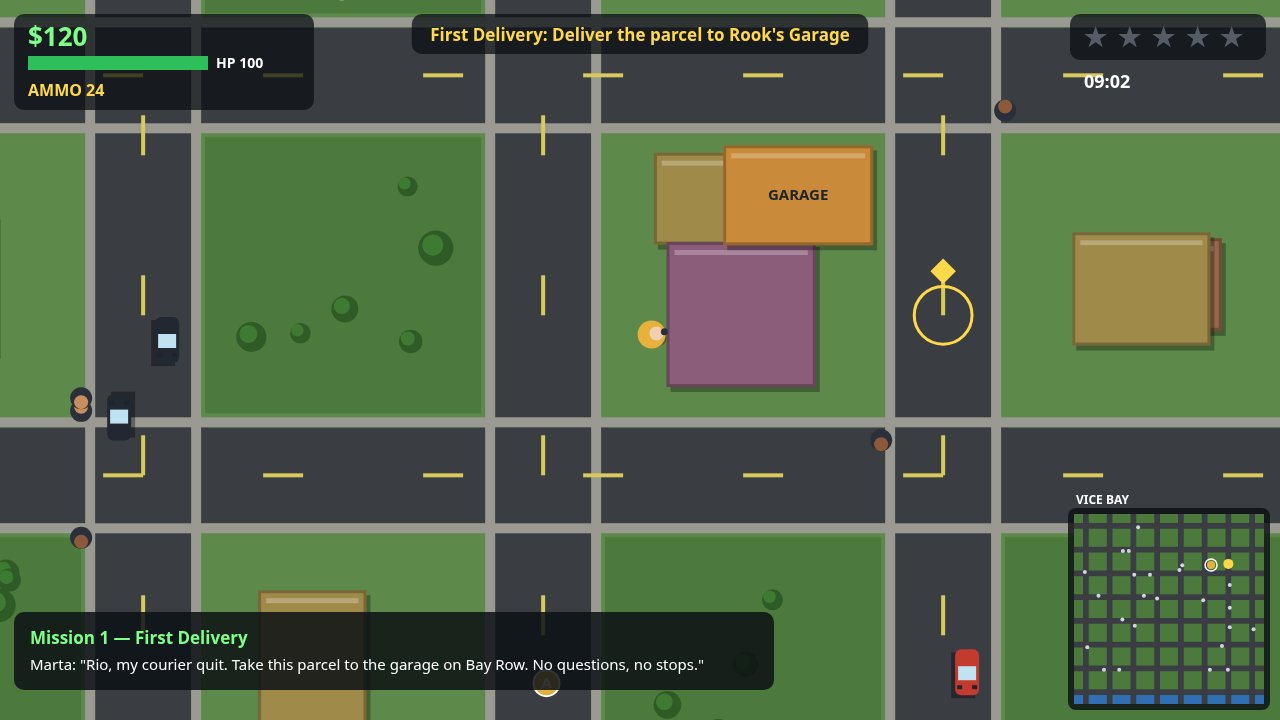 $120
HP 100
AMMO 24
First Delivery: Deliver the parcel to Rook's Garage
09:02
GARAGE
VICE BAY
Mission 1 — First Delivery
Marta: "Rio, my courier quit. Take this parcel to the garage on Bay Row. No questions, no stops."